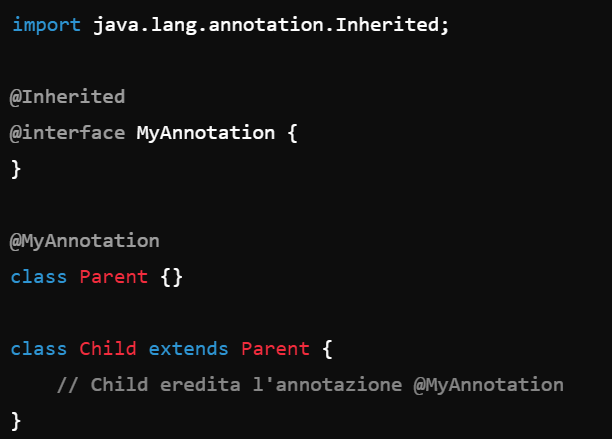 import java.lang.annotation.Inherited;
@Inherited
@interface MyAnnotation {
}
@MyAnnotation
class Parent {}
class Child extends Parent {
    // Child eredita l'annotazione @MyAnnotation
}